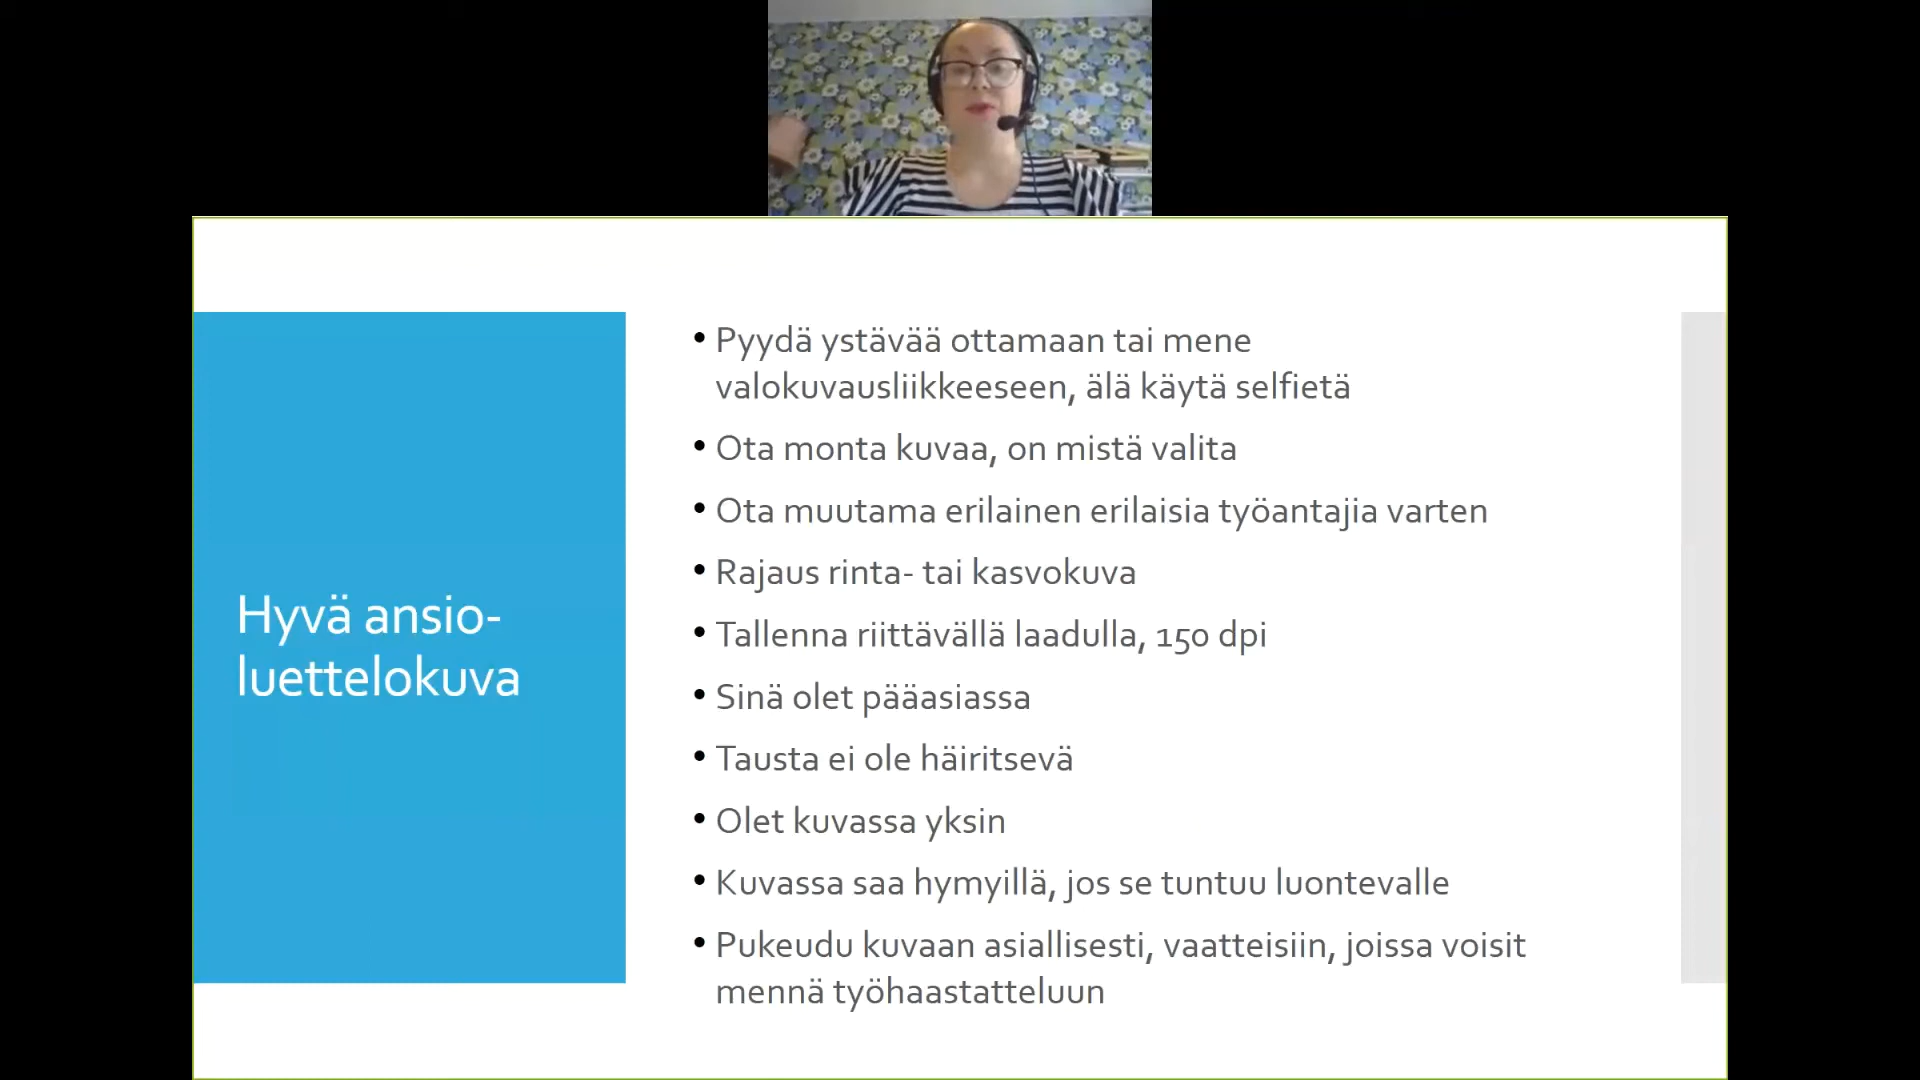 Hyvä ansio-
luettelokuva
• Pyydä ystävää ottamaan tai mene
valokuvausliikkeeseen, älä käytä selfietä
• Ota monta kuvaa, on mistä valita
• Ota muutama erilainen erilaisia työantajia varten
• Rajaus rinta- tai kasvokuva
• Tallenna riittävällä laadulla, 150 dpi
• Sinä olet pääasiassa
• Tausta ei ole häiritsevä
• Olet kuvassa yksin
• Kuvassa saa hymyillä, jos se tuntuu luontevalle
• Pukeudu kuvaan asiallisesti, vaatteisiin, joissa voisit
mennä työhaastatteluun